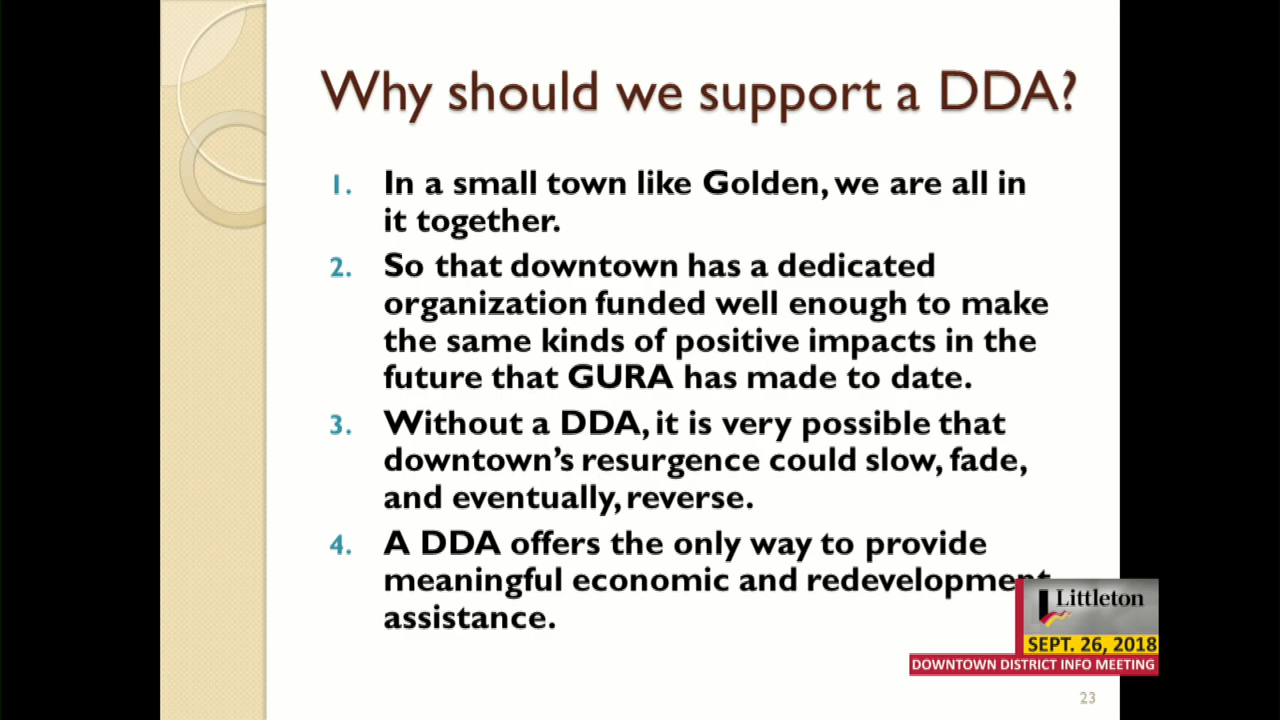 Why should we support a DDA?
1. In a small town like Golden, we are all in
it together.
2. So that downtown has a dedicated
organization funded well enough to make
the same kinds of positive impacts in the
future that GURA has made to date.
3. Without a DDA, it is very possible that
downtown's resurgence could slow, fade,
and eventually, reverse.
4. A DDA offers the only way to provide
meaningful economic and redevelopment
assistance.
Littleton
SEPT. 26, 2018
DOWNTOWN DISTRICT INFO MEETING
23